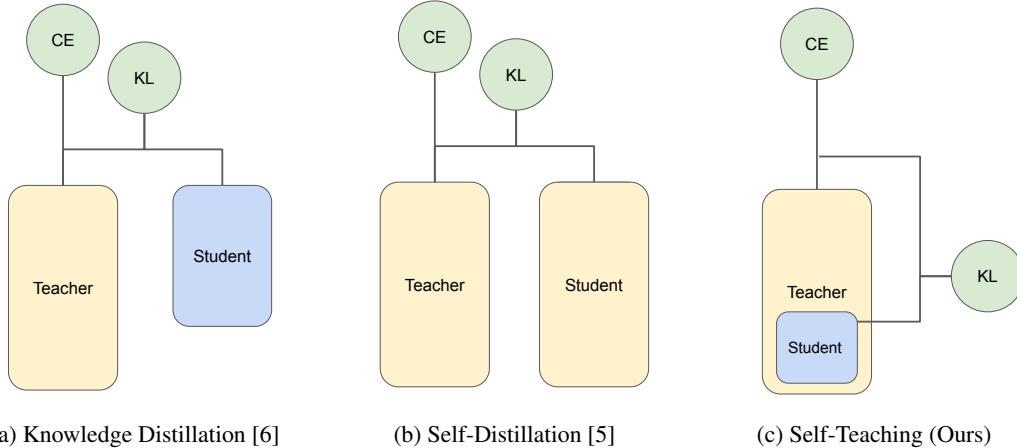 CE
KL
Teacher
Student
CE
KL
Teacher
Student
CE
KL
Teacher
Student
a) Knowledge Distillation [6]
(b) Self-Distillation [5]
(c) Self-Teaching (Ours)